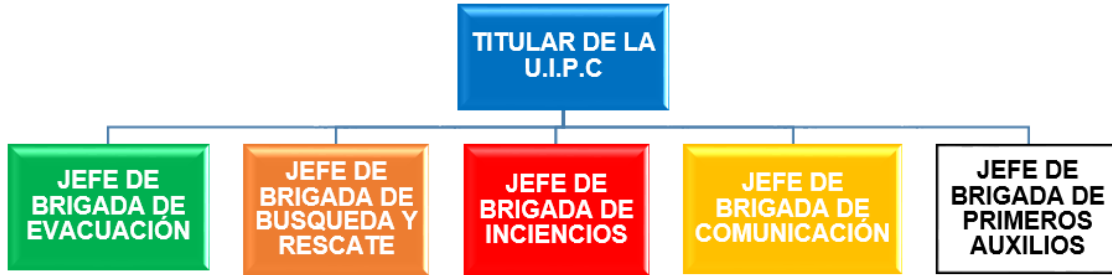 TITULAR DE LA
U.I.P.C
JEFE DE
BRIGADA DE
EVACUACIÓN
JEFE DE
BRIGADA DE
BUSQUEDA Y
RESCATE
JEFE DE
BRIGADA DE
INCIENCIOS
JEFE DE
BRIGADA DE
COMUNICACIÓN
JEFE DE
BRIGADA DE
PRIMEROS
AUXILIOS